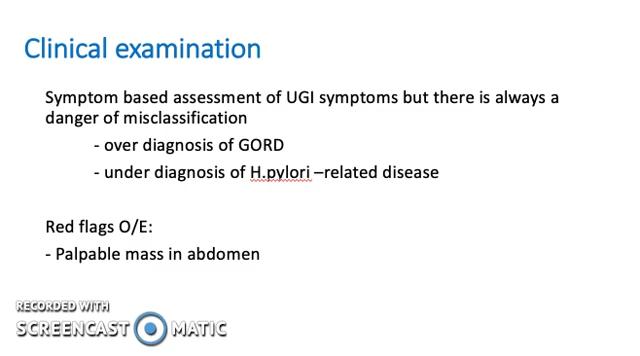 Clinical examination
Symptom based assessment of UGI symptoms but there is always a
danger of misclassification
- over diagnosis of GORD
- under diagnosis of H.pylori –related disease
Red flags O/E:
- Palpable mass in abdomen
RECORDED WITH
SCREENCAST MATIC